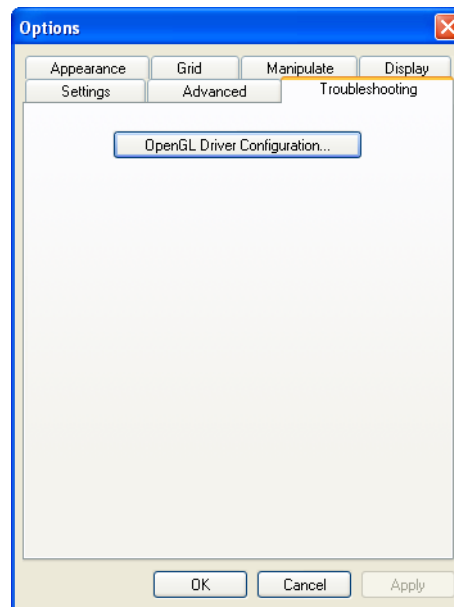 Options
Appearance Grid Manipulate Display
Settings Advanced Troubleshooting
OpenGL Driver Configuration...
OK Cancel Apply